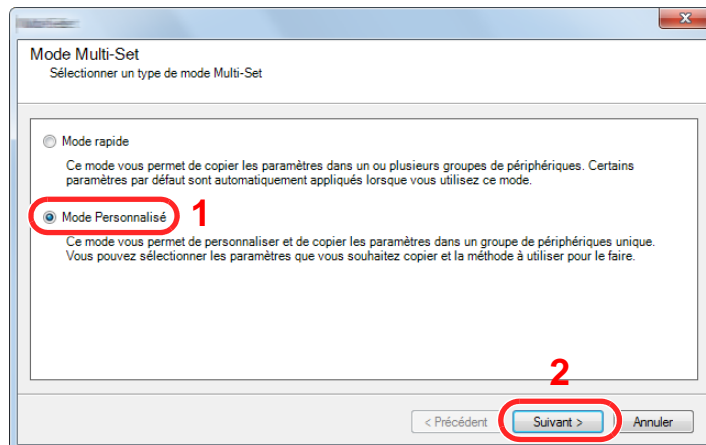 Mode Multi-Set
Sélectionner un type de mode Multi-Set
Mode rapide
Ce mode vous permet de copier les paramètres dans un ou plusieurs groupes de périphériques. Certains
paramètres par défaut sont automatiquement appliqués lorsque vous utilisez ce mode.
Mode Personnalisé 1
Ce mode vous permet de personnaliser et de copier les paramètres dans un groupe de périphériques unique.
Vous pouvez sélectionner les paramètres que vous souhaitez copier et la méthode à utiliser pour le faire.
2
< Précédent Suivant > Annuler